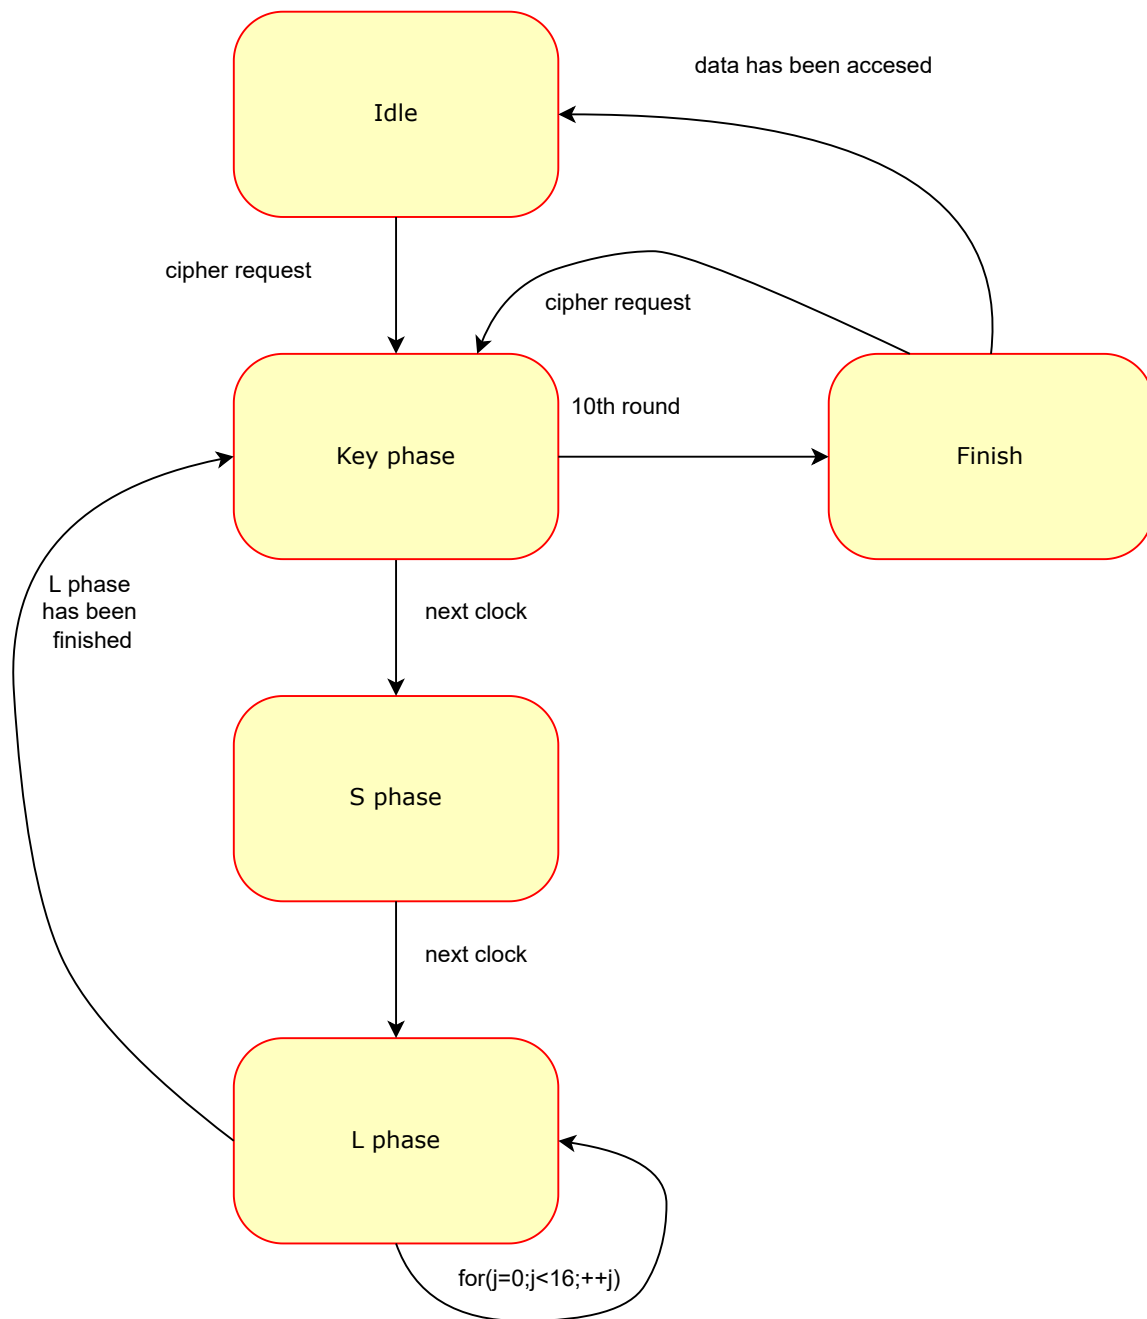 Idle
data has been accesed
cipher request
cipher request
Key phase
10th round
Finish
L phase
has been
finished
next clock
S phase
next clock
L phase
for(j=0;j<16;++j)